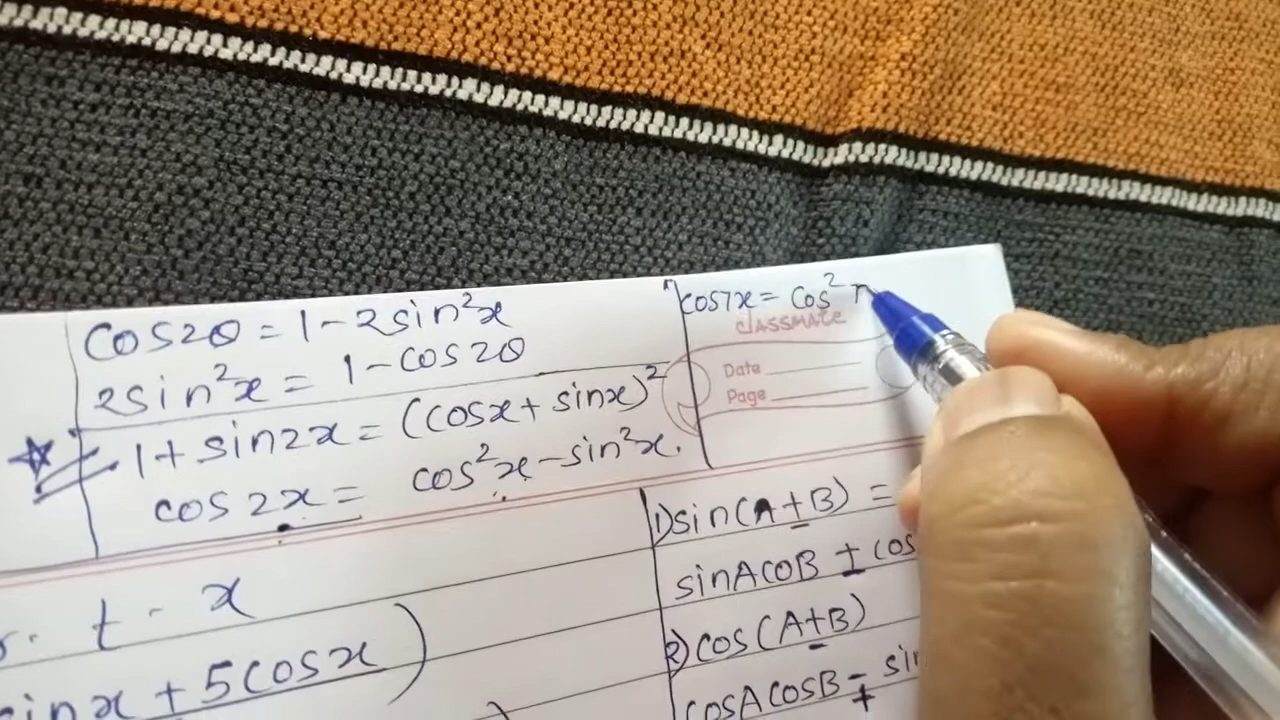 cos2θ = 1 - 2sin²x
2sin²x = 1 - cos2θ
1 + sin2x = (cosx + sinx)²
cos 2x = cos²x - sin²x.
cos7x = cos²
classmate
Date
Page
1) sin(A±B) =
sinAcoB ± cos
2) cos(A±B)
cosAcosB ∓ sin
r. t. x
sinx + 5cosx)